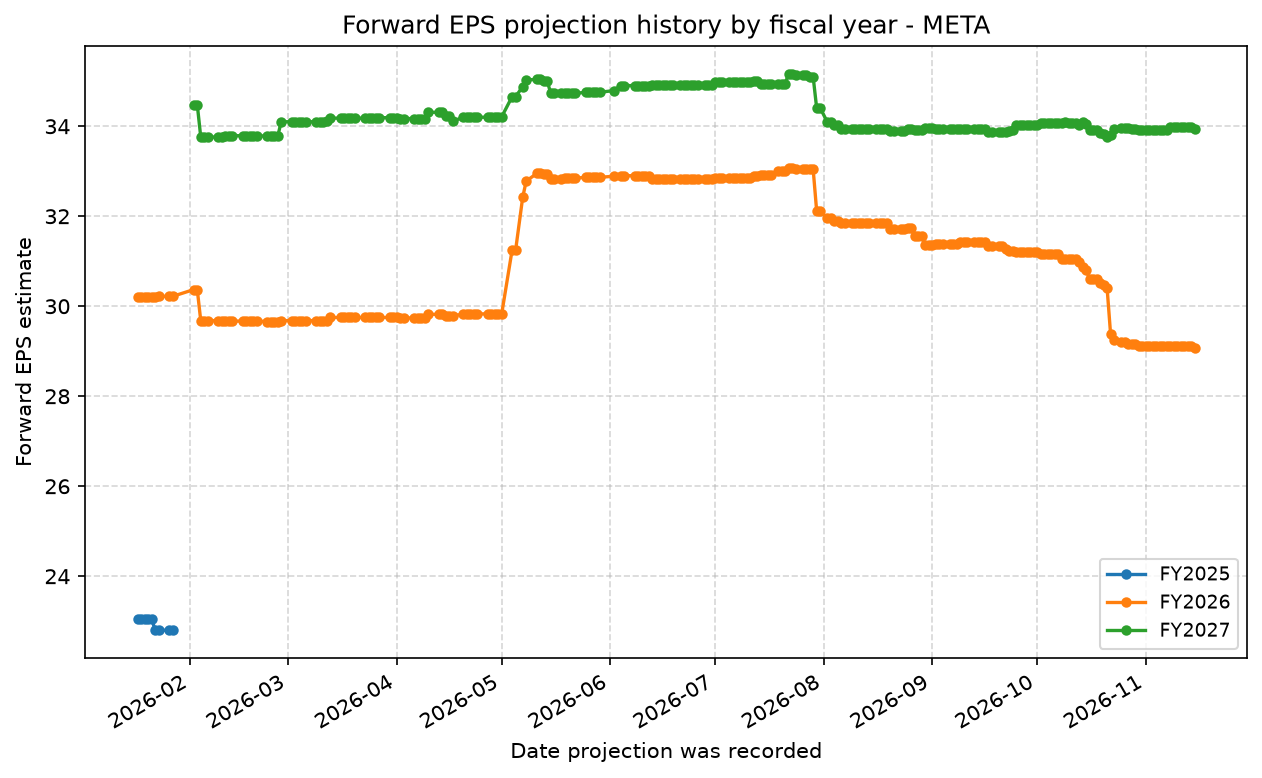 Forward EPS projection history by fiscal year - META
Forward EPS estimate
34
32
30
28
26
24
FY2025
FY2026
FY2027
2026-02
2026-03
2026-04
2026-05
2026-06
2026-07
2026-08
2026-09
2026-10
2026-11
Date projection was recorded